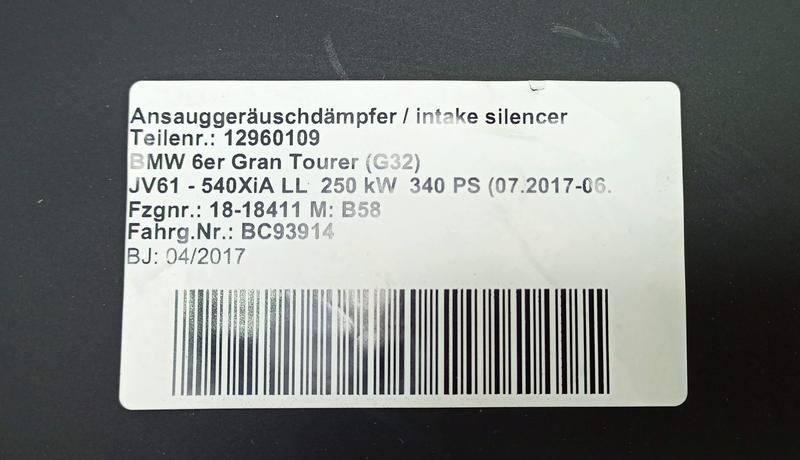 Ansauggeräuschdämpfer / intake silencer
Teilenr.: 12960109
BMW 6er Gran Tourer (G32)
JV61 - 540XiA LL 250 kW 340 PS (07.2017-06.
Fzgnr.: 18-18411 M: B58
Fahrg.Nr.: BC93914
BJ: 04/2017